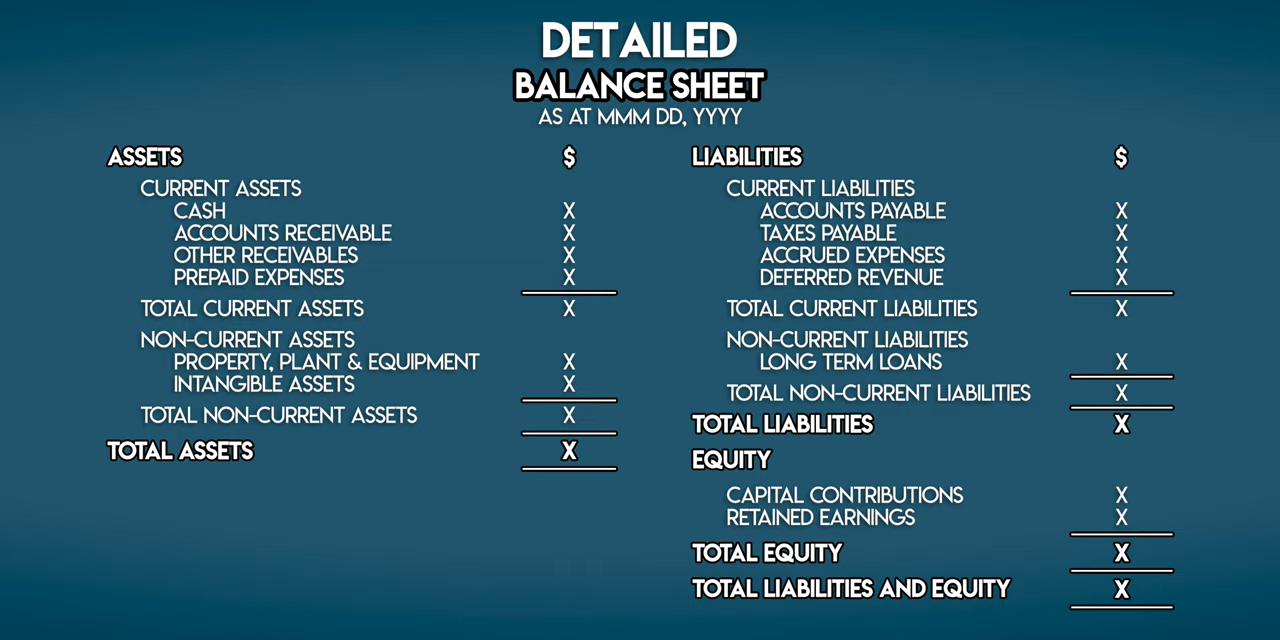 DETAILED
BALANCE SHEET
AS AT MMM DD, YYYY
ASSETS $
CURRENT ASSETS
CASH X
ACCOUNTS RECEIVABLE X
OTHER RECEIVABLES X
PREPAID EXPENSES X
TOTAL CURRENT ASSETS X
NON-CURRENT ASSETS
PROPERTY, PLANT & EQUIPMENT X
INTANGIBLE ASSETS X
TOTAL NON-CURRENT ASSETS X
TOTAL ASSETS X
LIABILITIES $
CURRENT LIABILITIES
ACCOUNTS PAYABLE X
TAXES PAYABLE X
ACCRUED EXPENSES X
DEFERRED REVENUE X
TOTAL CURRENT LIABILITIES X
NON-CURRENT LIABILITIES
LONG TERM LOANS X
TOTAL NON-CURRENT LIABILITIES X
TOTAL LIABILITIES X
EQUITY
CAPITAL CONTRIBUTIONS X
RETAINED EARNINGS X
TOTAL EQUITY X
TOTAL LIABILITIES AND EQUITY X